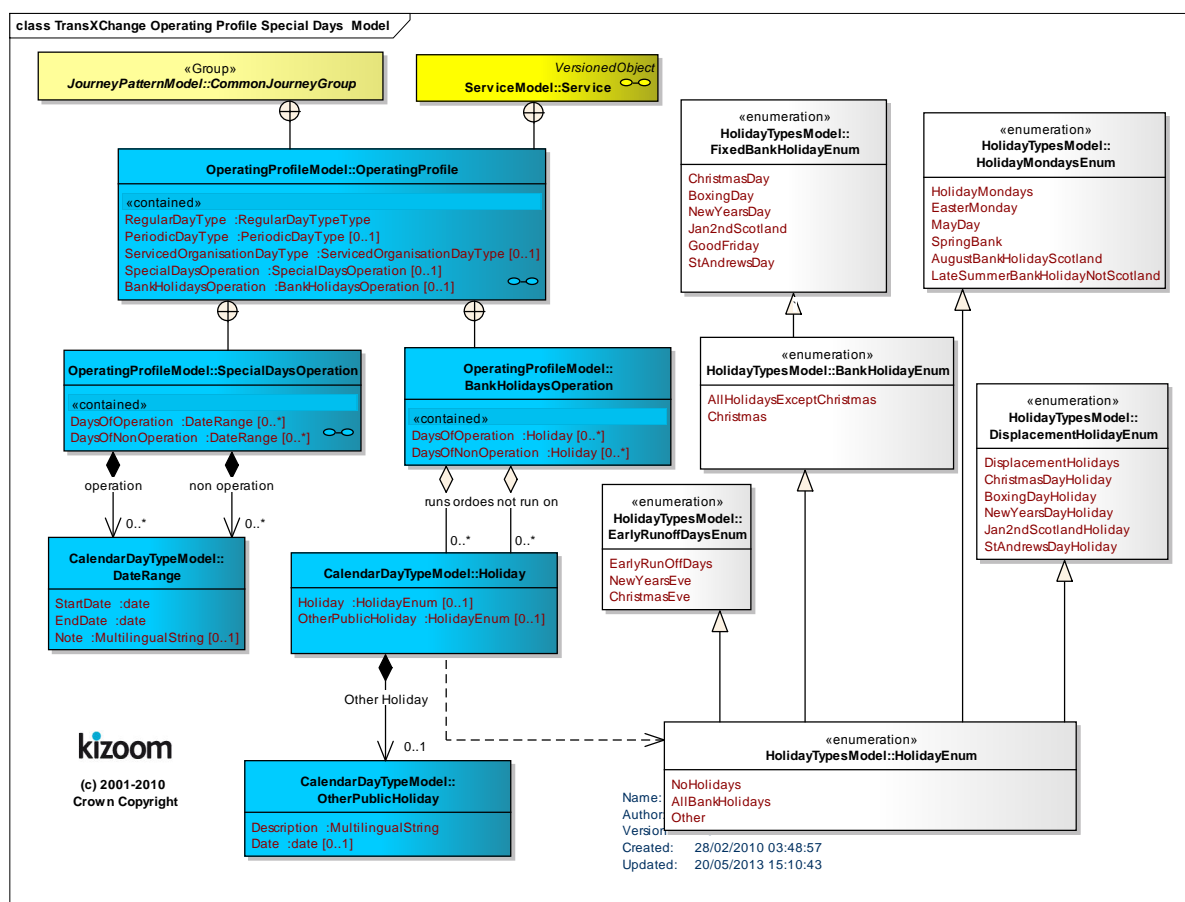 class TransXChange Operating Profile Special Days Model
«Group»
JourneyPatternModel::CommonJourneyGroup
VersionedObject
ServiceModel::Service
«enumeration»
HolidayTypesModel::
FixedBankHolidayEnum
ChristmasDay
BoxingDay
NewYearsDay
Jan2ndScotland
GoodFriday
StAndrewsDay
«enumeration»
HolidayTypesModel::
HolidayMondaysEnum
HolidayMondays
EasterMonday
MayDay
SpringBank
AugustBankHolidayScotland
LateSummerBankHolidayNotScotland
OperatingProfileModel::OperatingProfile
«contained»
RegularDayType :RegularDayTypeType
PeriodicDayType :PeriodicDayType [0..1]
ServicedOrganisationDayType :ServicedOrganisationDayType [0..1]
SpecialDaysOperation :SpecialDaysOperation [0..1]
BankHolidaysOperation :BankHolidaysOperation [0..1]
OperatingProfileModel::SpecialDaysOperation
«contained»
DaysOfOperation :DateRange [0..*]
DaysOfNonOperation :DateRange [0..*]
OperatingProfileModel::
BankHolidaysOperation
«contained»
DaysOfOperation :Holiday [0..*]
DaysOfNonOperation :Holiday [0..*]
«enumeration»
HolidayTypesModel::BankHolidayEnum
AllHolidaysExceptChristmas
Christmas
«enumeration»
HolidayTypesModel::
DisplacementHolidayEnum
DisplacementHolidays
ChristmasDayHoliday
BoxingDayHoliday
NewYearsDayHoliday
Jan2ndScotlandHoliday
StAndrewsDayHoliday
operation
non operation
0..*
0..*
runs on
does not run on
0..*
0..*
«enumeration»
HolidayTypesModel::
EarlyRunoffDaysEnum
EarlyRunOffDays
NewYearsEve
ChristmasEve
CalendarDayTypeModel::
DateRange
StartDate :date
EndDate :date
Note :MultilingualString [0..1]
CalendarDayTypeModel::Holiday
Holiday :HolidayEnum [0..1]
OtherPublicHoliday :HolidayEnum [0..1]
Other Holiday
0..1
kizoom
(c) 2001-2010
Crown Copyright
CalendarDayTypeModel::
OtherPublicHoliday
Description :MultilingualString
Date :date [0..1]
«enumeration»
HolidayTypesModel::HolidayEnum
NoHolidays
AllBankHolidays
Other
Name:
Author:
Version
Created: 28/02/2010 03:48:57
Updated: 20/05/2013 15:10:43